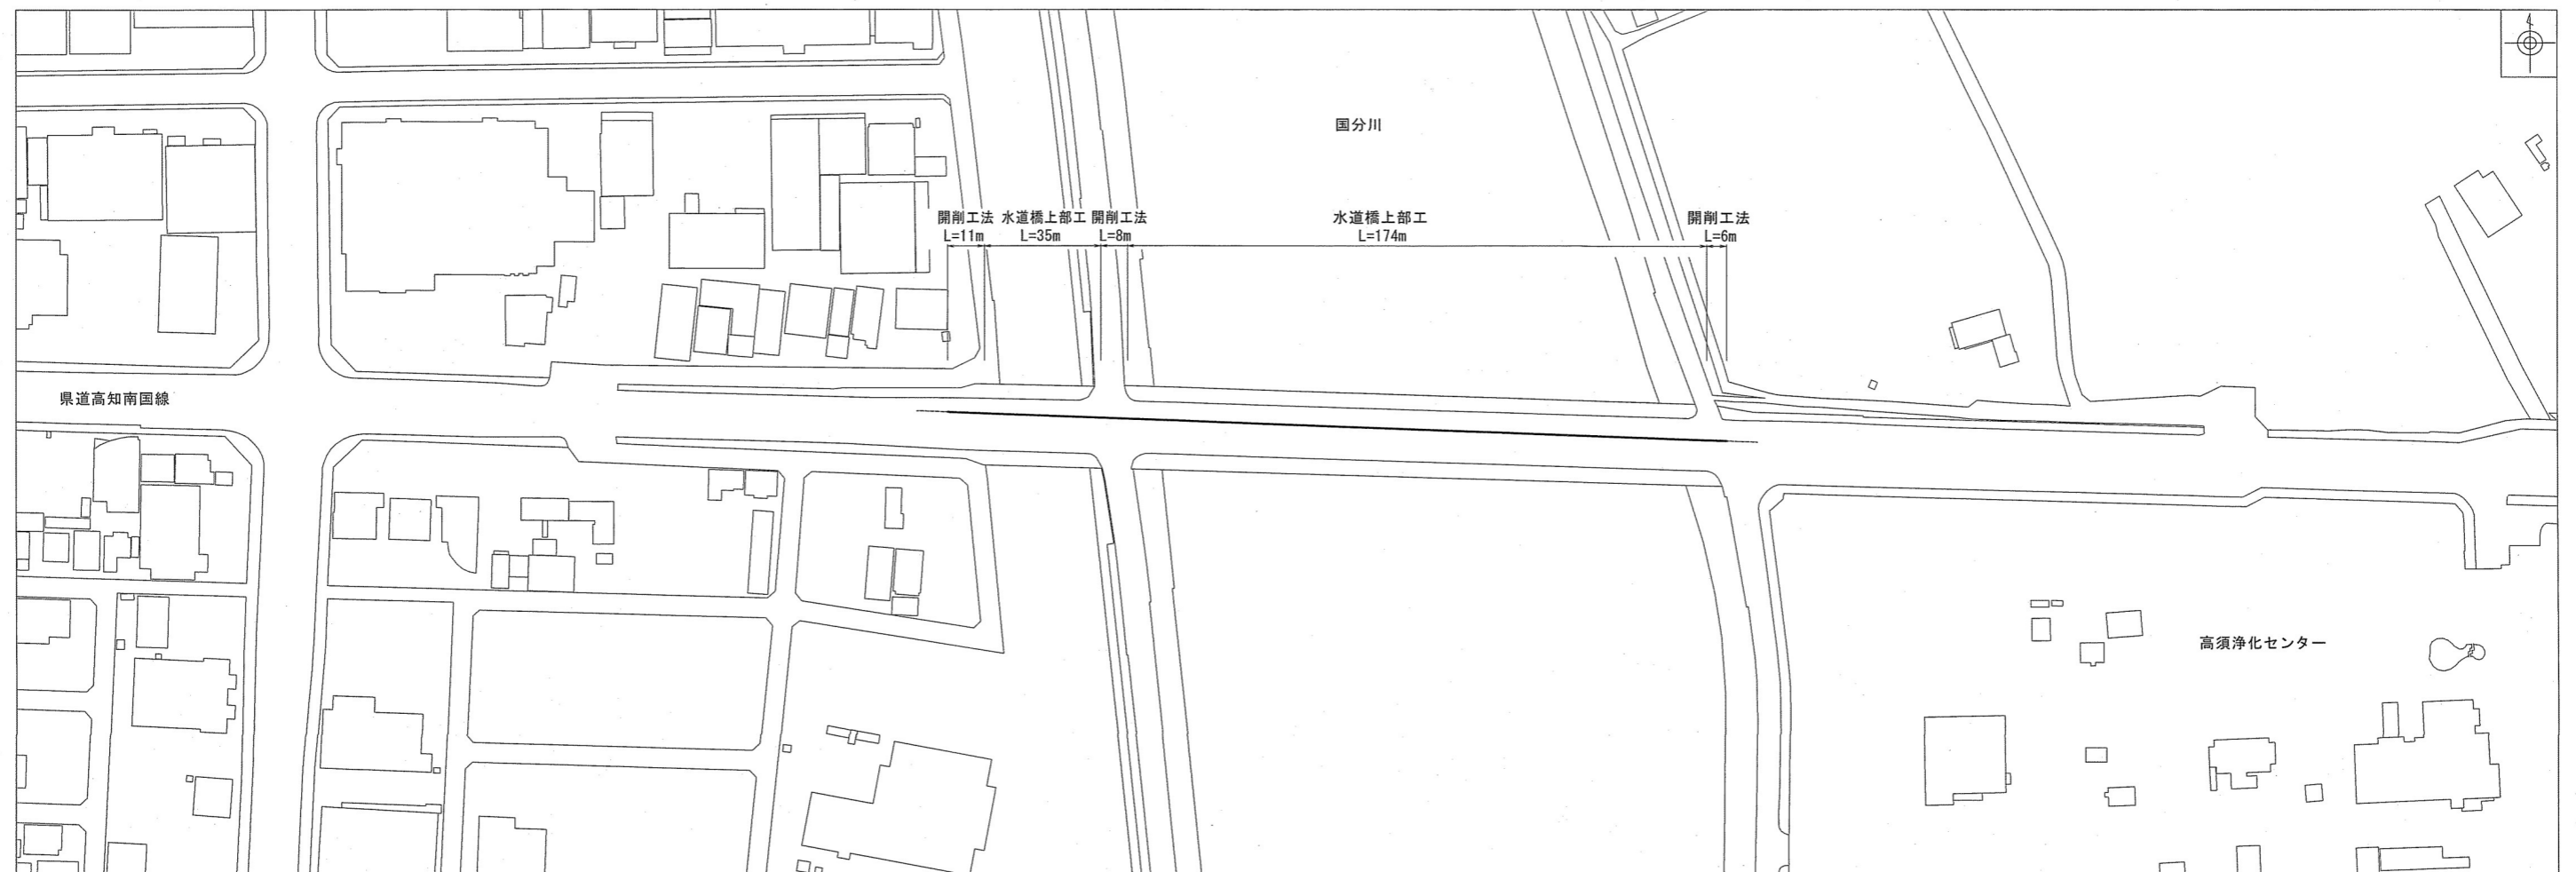 国分川
開削工法 水道橋上部工 開削工法 水道橋上部工 開削工法
L=11m L=35m L=8m L=174m L=6m
県道高知南国線
高須浄化センター